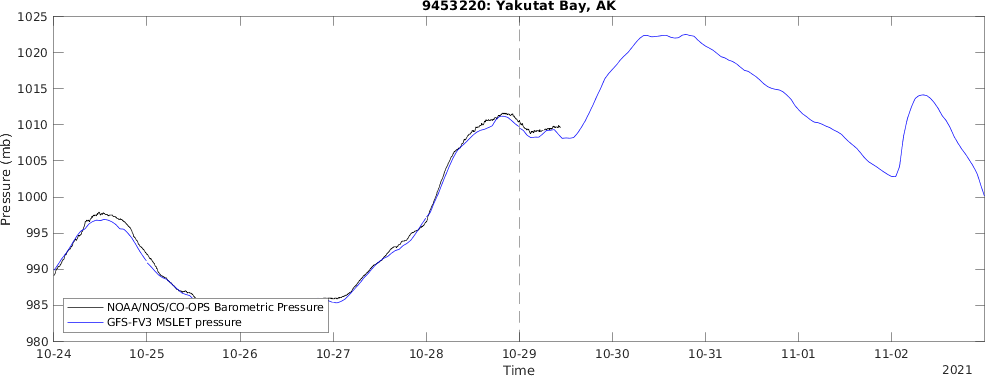 9453220: Yakutat Bay, AK
Pressure (mb)
1025
1020
1015
1010
1005
1000
995
990
985
980
NOAA/NOS/CO-OPS Barometric Pressure
GFS-FV3 MSLET pressure
10-24 10-25 10-26 10-27 10-28 10-29 10-30 10-31 11-01 11-02
Time
2021